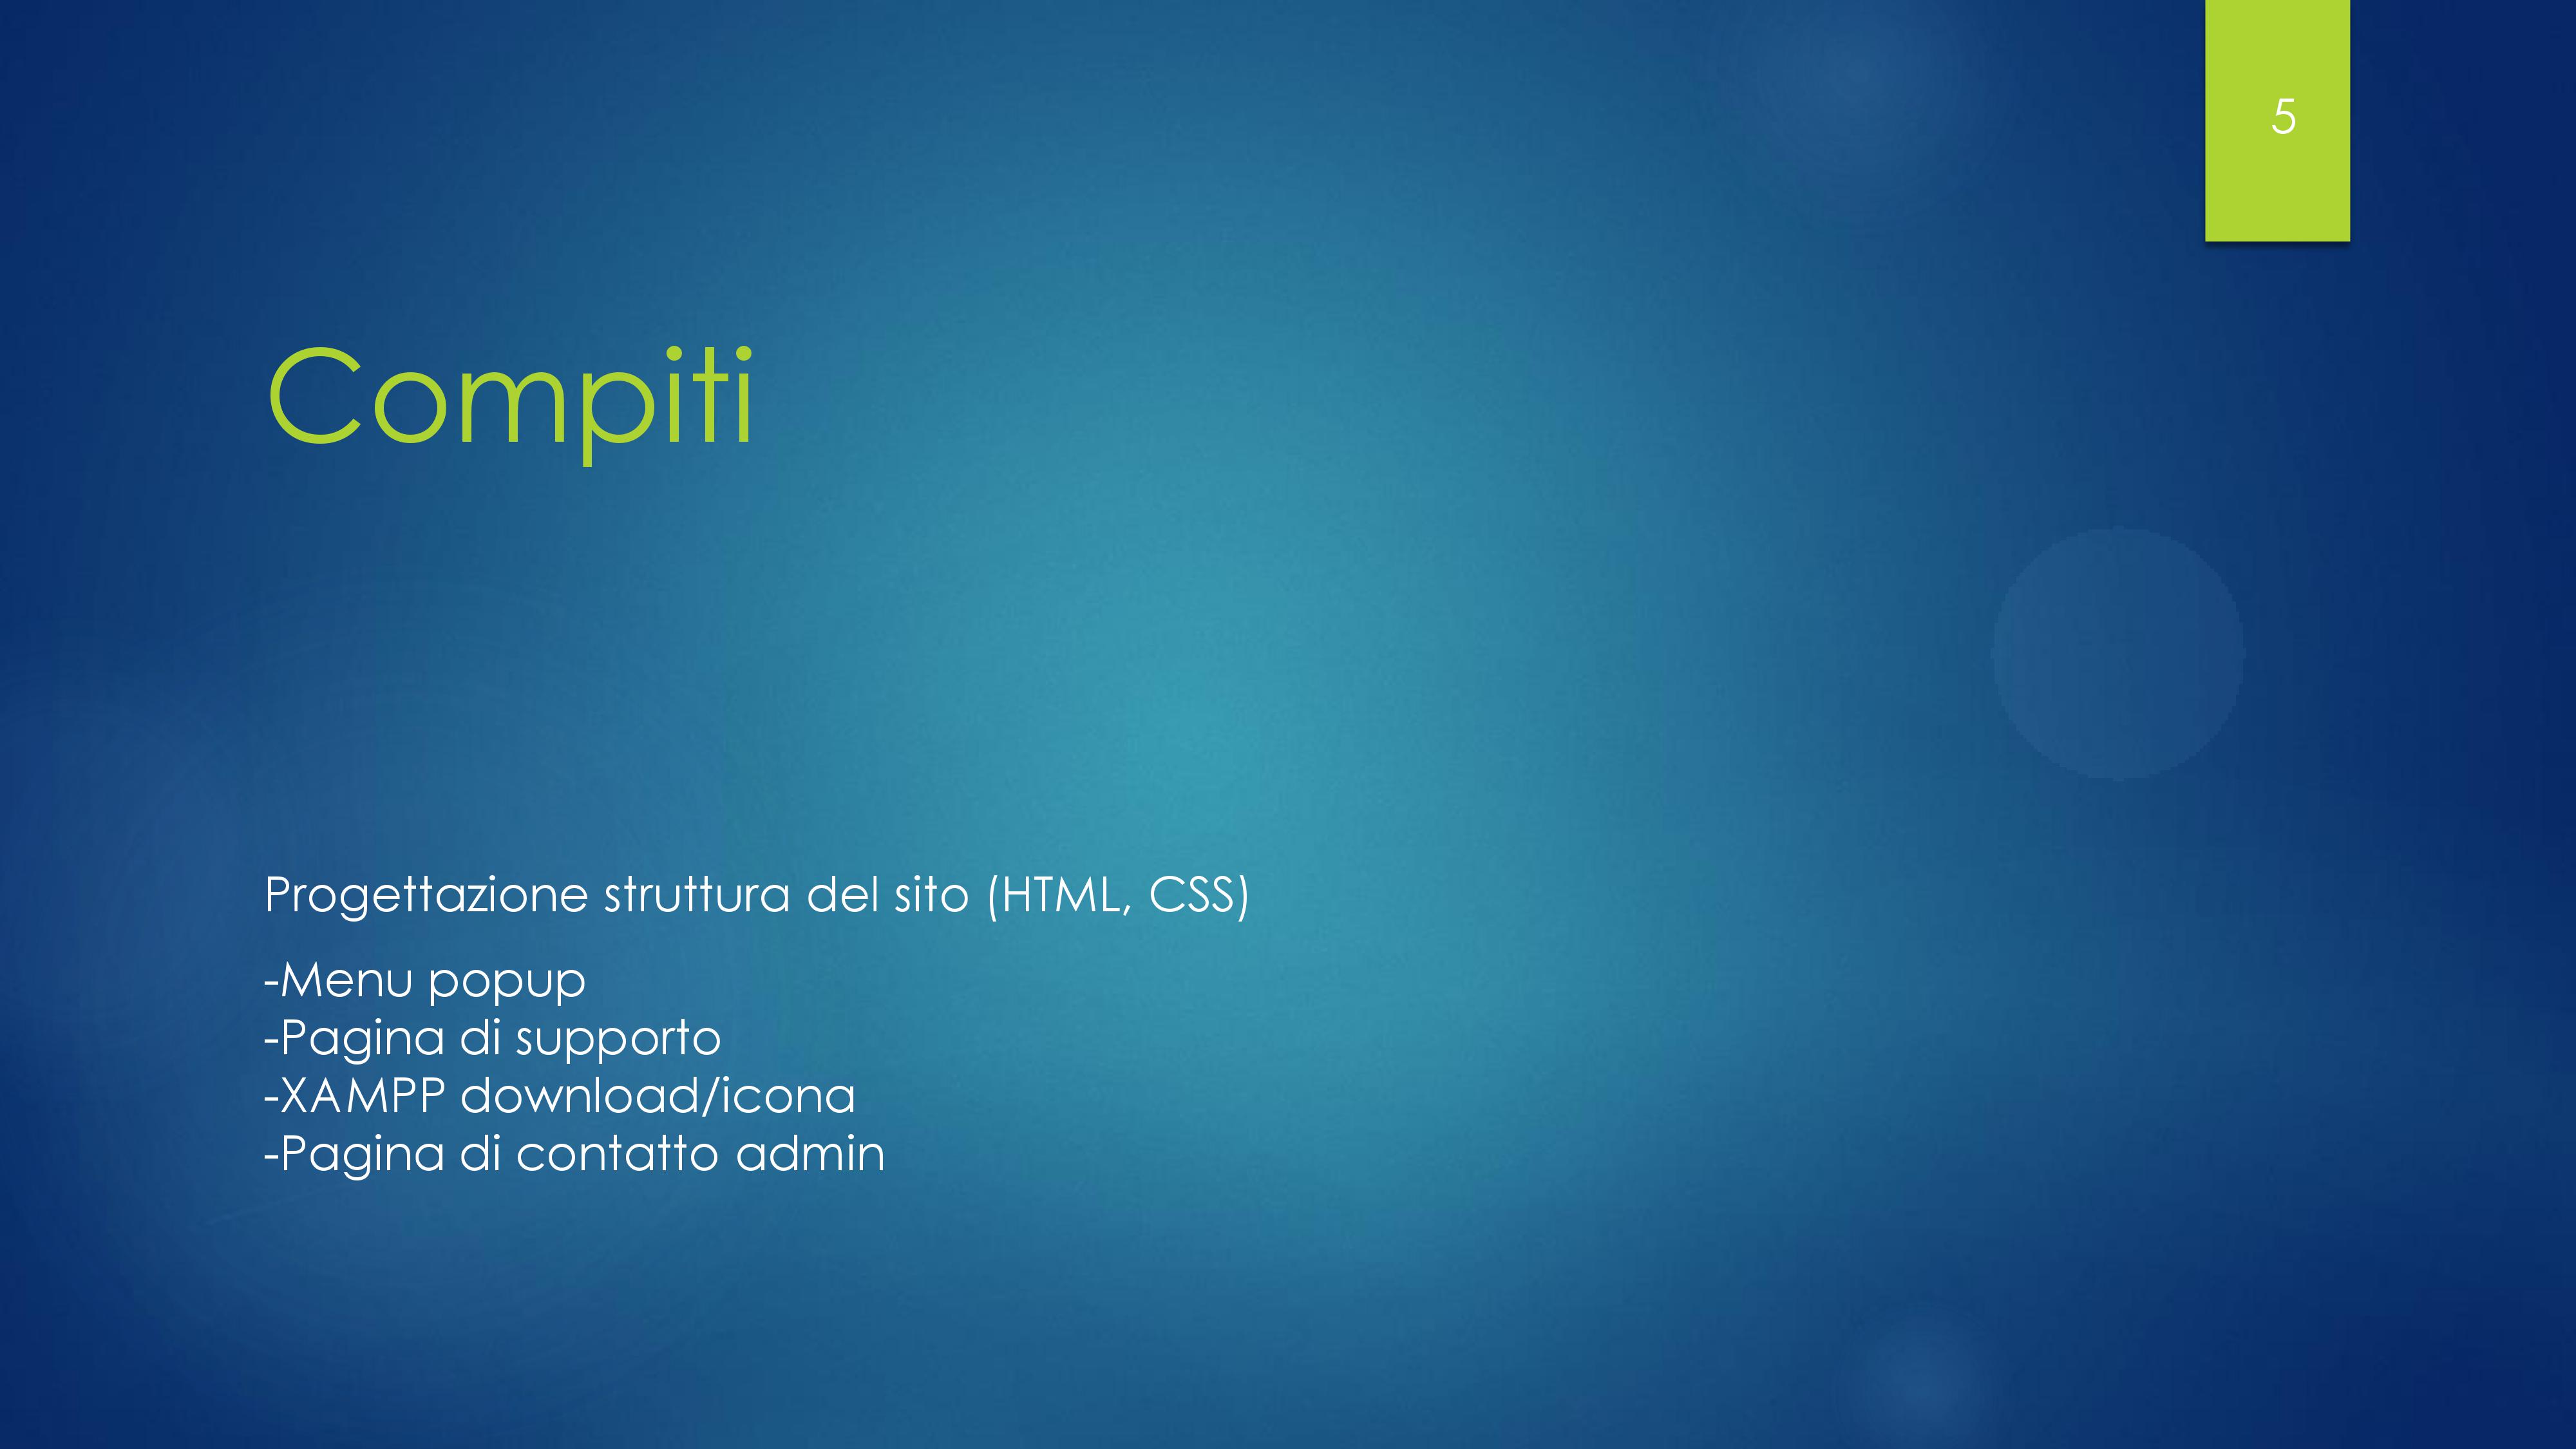 5
Compiti
Progettazione struttura del sito (HTML, CSS)
-Menu popup
-Pagina di supporto
-XAMPP download/icona
-Pagina di contatto admin